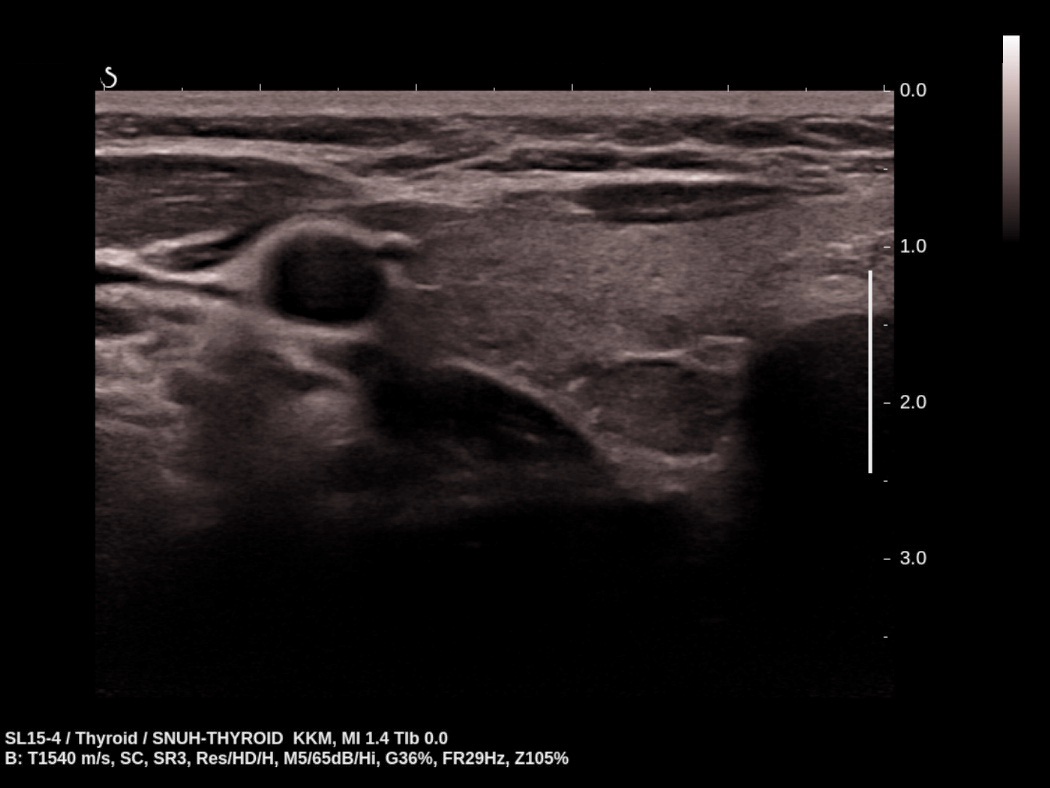 0.0
1.0
2.0
3.0
SL15-4 / Thyroid / SNUH-THYROID KKM, MI 1.4 TIb 0.0
B: T1540 m/s, SC, SR3, Res/HD/H, M5/65dB/Hi, G36%, FR29Hz, Z105%